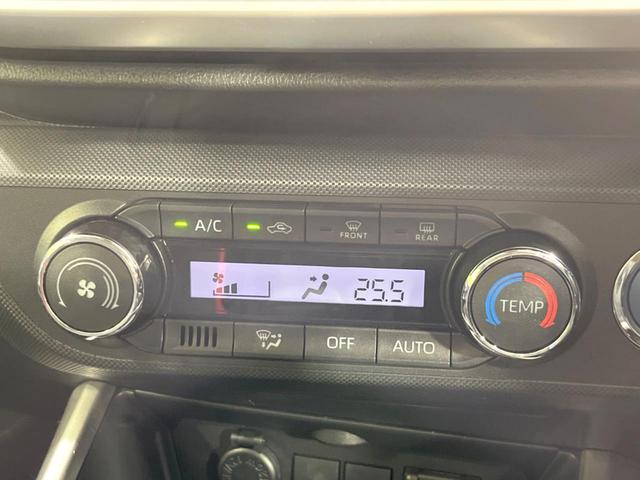 A/C FRONT REAR
25.5
TEMP
OFF AUTO